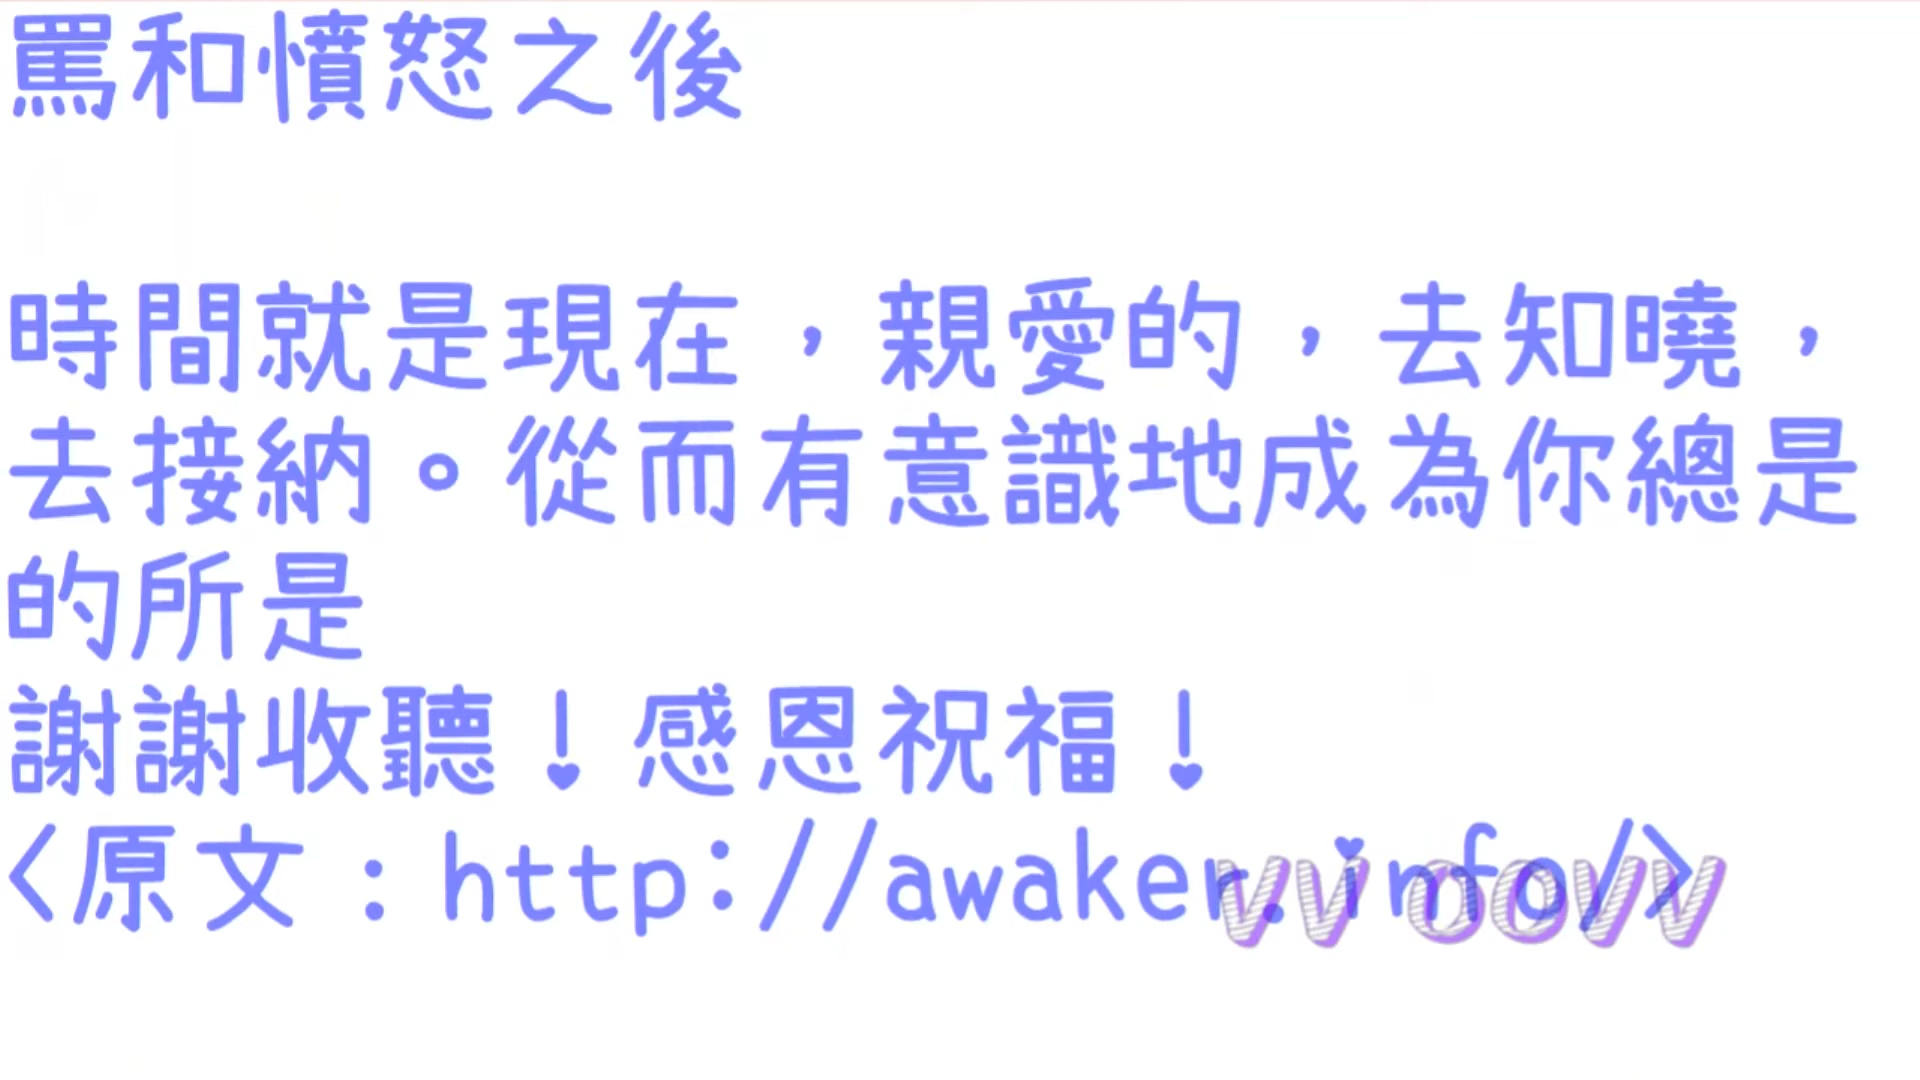 罵和憤怒之後
時間就是現在，親愛的，去知曉，
去接納。從而有意識地成為你總是
的所是
謝謝收聽！感恩祝福！
<原文：http://awaker.info/>
VV OOVV